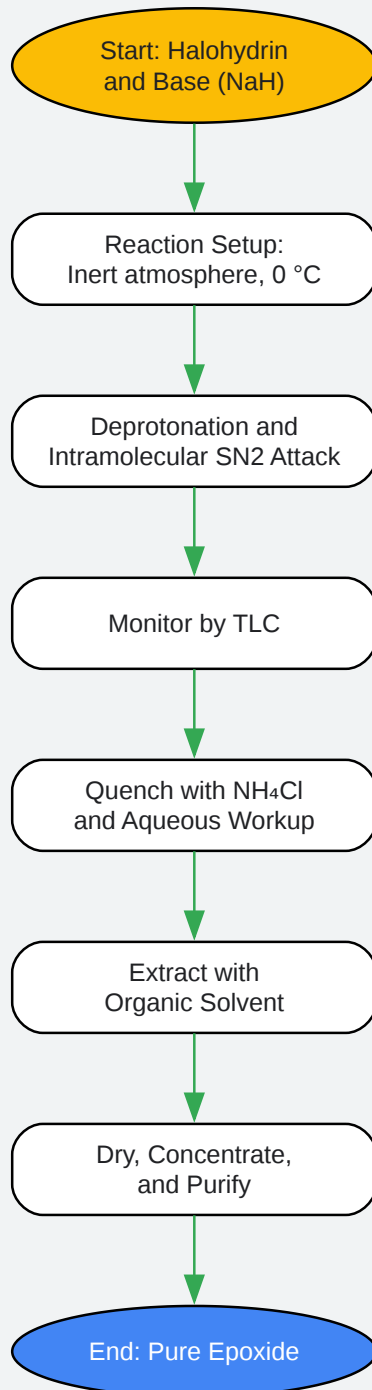 Start: Halohydrin
and Base (NaH)
Reaction Setup:
Inert atmosphere, 0 °C
Deprotonation and
Intramolecular SN2 Attack
Monitor by TLC
Quench with NH₄Cl
and Aqueous Workup
Extract with
Organic Solvent
Dry, Concentrate,
and Purify
End: Pure Epoxide